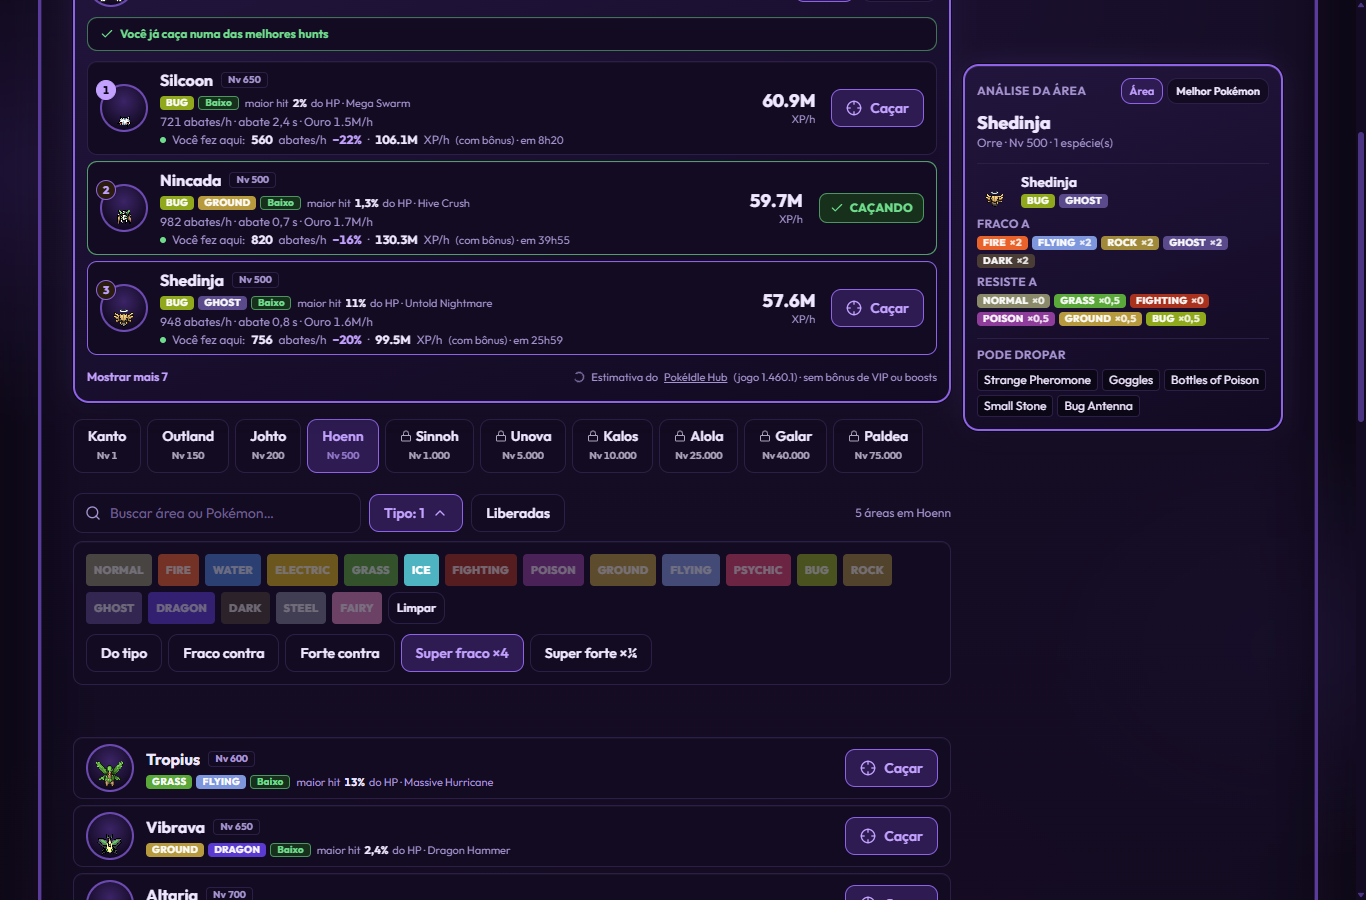 Você já caça numa das melhores hunts
1
Silcoon Nv 650
BUG Baixo maior hit 2% do HP · Mega Swarm
721 abates/h · abate 2,4 s · Ouro 1.5M/h
Você fez aqui: 560 abates/h −22% · 106.1M XP/h (com bônus) · em 8h20
60.9M
XP/h
Caçar
2
Nincada Nv 500
BUG GROUND Baixo maior hit 1,3% do HP · Hive Crush
982 abates/h · abate 0,7 s · Ouro 1.7M/h
Você fez aqui: 820 abates/h −16% · 130.3M XP/h (com bônus) · em 39h55
59.7M
XP/h
CAÇANDO
3
Shedinja Nv 500
BUG GHOST Baixo maior hit 11% do HP · Untold Nightmare
948 abates/h · abate 0,8 s · Ouro 1.6M/h
Você fez aqui: 756 abates/h −20% · 99.5M XP/h (com bônus) · em 25h59
57.6M
XP/h
Caçar
Mostrar mais 7
Estimativa do PokéIdle Hub (jogo 1.460.1) · sem bônus de VIP ou boosts
Kanto
Nv 1
Outland
Nv 150
Johto
Nv 200
Hoenn
Nv 500
Sinnoh
Nv 1.000
Unova
Nv 5.000
Kalos
Nv 10.000
Alola
Nv 25.000
Galar
Nv 40.000
Paldea
Nv 75.000
Buscar área ou Pokémon...
Tipo: 1
Liberadas
5 áreas em Hoenn
NORMAL FIRE WATER ELECTRIC GRASS ICE FIGHTING POISON GROUND FLYING PSYCHIC BUG ROCK
GHOST DRAGON DARK STEEL FAIRY Limpar
Do tipo Fraco contra Forte contra Super fraco ×4 Super forte ×¼
Tropius Nv 600
GRASS FLYING Baixo maior hit 13% do HP · Massive Hurricane
Caçar
Vibrava Nv 650
GROUND DRAGON Baixo maior hit 2,4% do HP · Dragon Hammer
Caçar
Altaria Nv 700
ANÁLISE DA ÁREA
Área
Melhor Pokémon
Shedinja
Orre · Nv 500 · 1 espécie(s)
Shedinja
BUG GHOST
FRACO A
FIRE ×2 FLYING ×2 ROCK ×2 GHOST ×2
DARK ×2
RESISTE A
NORMAL ×0 GRASS ×0,5 FIGHTING ×0
POISON ×0,5 GROUND ×0,5 BUG ×0,5
PODE DROPAR
Strange Pheromone Goggles Bottles of Poison
Small Stone Bug Antenna